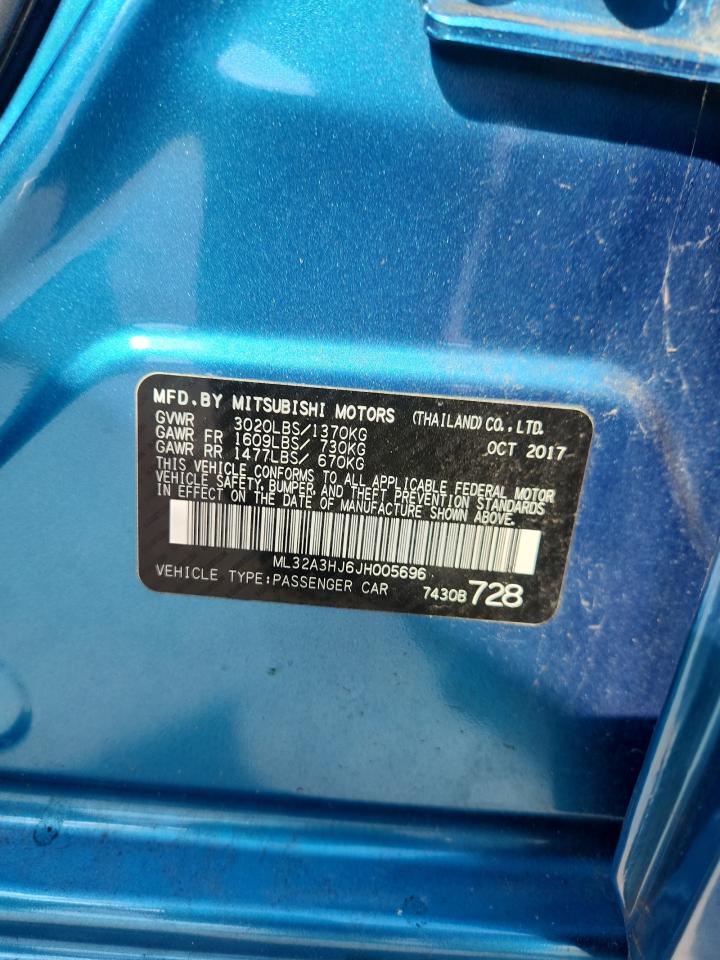 MFD.BY MITSUBISHI MOTORS (THAILAND) CO.,LTD.
GVWR 3020LBS/1370KG OCT 2017
GAWR FR 1609LBS/ 730KG
GAWR RR 1477LBS/ 670KG
THIS VEHICLE CONFORMS TO ALL APPLICABLE FEDERAL MOTOR
VEHICLE SAFETY, BUMPER, AND THEFT PREVENTION STANDARDS
IN EFFECT ON THE DATE OF MANUFACTURE SHOWN ABOVE.
ML32A3HJ6JH005696
VEHICLE TYPE:PASSENGER CAR 7430B 728